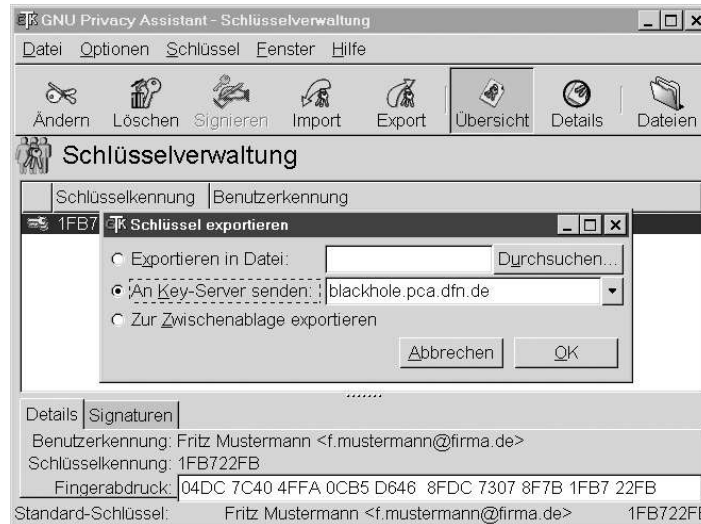 GNU Privacy Assistant - Schlüsselverwaltung
Datei Optionen Schlüssel Fenster Hilfe
Ändern Löschen Signieren Import Export Übersicht Details Dateien
Schlüsselverwaltung
Schlüsselkennung Benutzerkennung
1FB7
Schlüssel exportieren
Exportieren in Datei: Durchsuchen...
An Key-Server senden: blackhole.pca.dfn.de
Zur Zwischenablage exportieren
Abbrechen OK
Details Signaturen
Benutzerkennung: Fritz Mustermann <f.mustermann@firma.de>
Schlüsselkennung: 1FB722FB
Fingerabdruck: 04DC 7C40 4FFA 0CB5 D646 8FDC 7307 8F7B 1FB7 22FB
Standard-Schlüssel: Fritz Mustermann <f.mustermann@firma.de> 1FB722FB